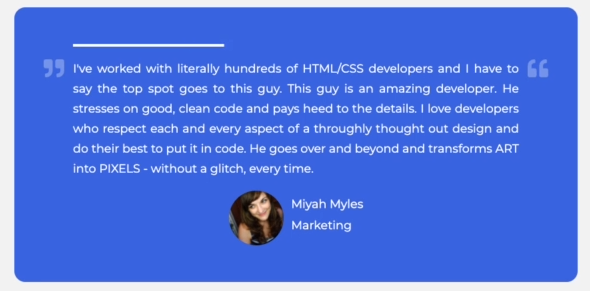 I've worked with literally hundreds of HTML/CSS developers and I have to
say the top spot goes to this guy. This guy is an amazing developer. He
stresses on good, clean code and pays heed to the details. I love developers
who respect each and every aspect of a throughly thought out design and
do their best to put it in code. He goes over and beyond and transforms ART
into PIXELS - without a glitch, every time.
Miyah Myles
Marketing